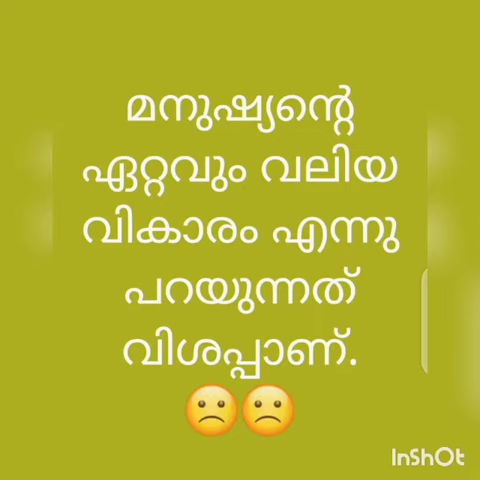 മനുഷ്യന്റെ
ഏറ്റവും വലിയ
വികാരം എന്നു
പറയുന്നത്
വിശപ്പാണ്.
🙁🙁
InShOt